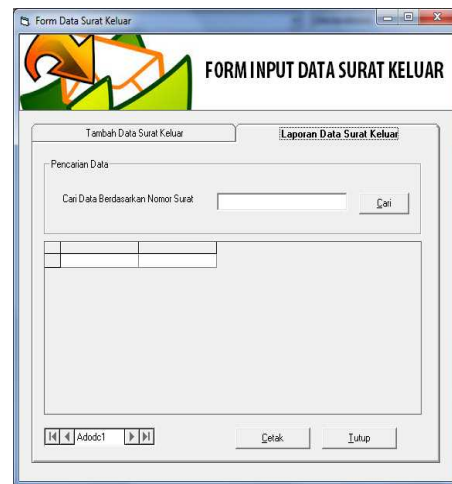 Form Data Surat Keluar
FORM INPUT DATA SURAT KELUAR
Tambah Data Surat Keluar
Laporan Data Surat Keluar
Pencarian Data
Cari Data Berdasarkan Nomor Surat
Cari
Adodc1
Cetak
Tutup